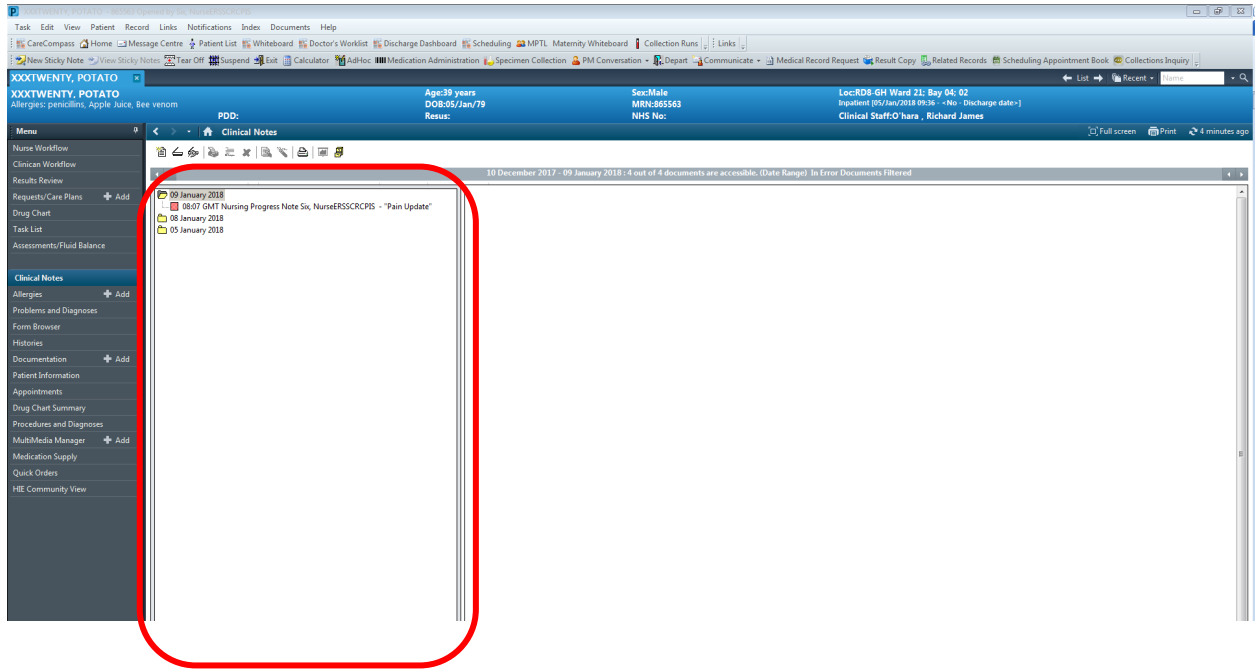 XXXTWENTY, POTATO - 865563 Opened by Six, NurseERSSCRCPIS
Task Edit View Patient Record Links Notifications Index Documents Help
CareCompass Home Message Centre Patient List Whiteboard Doctor's Worklist Discharge Dashboard Scheduling MPTL Maternity Whiteboard Collection Runs Links
New Sticky Note View Sticky Notes Tear Off Suspend Exit Calculator AdHoc Medication Administration Specimen Collection PM Conversation Depart Communicate Medical Record Request Result Copy Related Records Scheduling Appointment Book Collections Inquiry
XXXTWENTY, POTATO List Recent Name
XXXTWENTY, POTATO Age:39 years Sex:Male Loc:RD8-GH Ward 21; Bay 04; 02
Allergies: penicillins, Apple Juice, Bee venom DOB:05/Jan/79 MRN:865563 Inpatient [05/Jan/2018 09:36 - <No - Discharge date>]
PDD: Resus: NHS No: Clinical Staff:O'hara , Richard James
Menu Clinical Notes Full screen Print 4 minutes ago
Nurse Workflow
Clinican Workflow
Results Review
10 December 2017 - 09 January 2018 : 4 out of 4 documents are accessible. (Date Range) In Error Documents Filtered
Requests/Care Plans Add
Drug Chart
Task List
Assessments/Fluid Balance
Clinical Notes
Allergies Add
Problems and Diagnoses
Form Browser
Histories
Documentation Add
Patient Information
Appointments
Drug Chart Summary
Procedures and Diagnoses
MultiMedia Manager Add
Medication Supply
Quick Orders
HIE Community View
09 January 2018
08:07 GMT Nursing Progress Note Six, NurseERSSCRCPIS - "Pain Update"
08 January 2018
05 January 2018